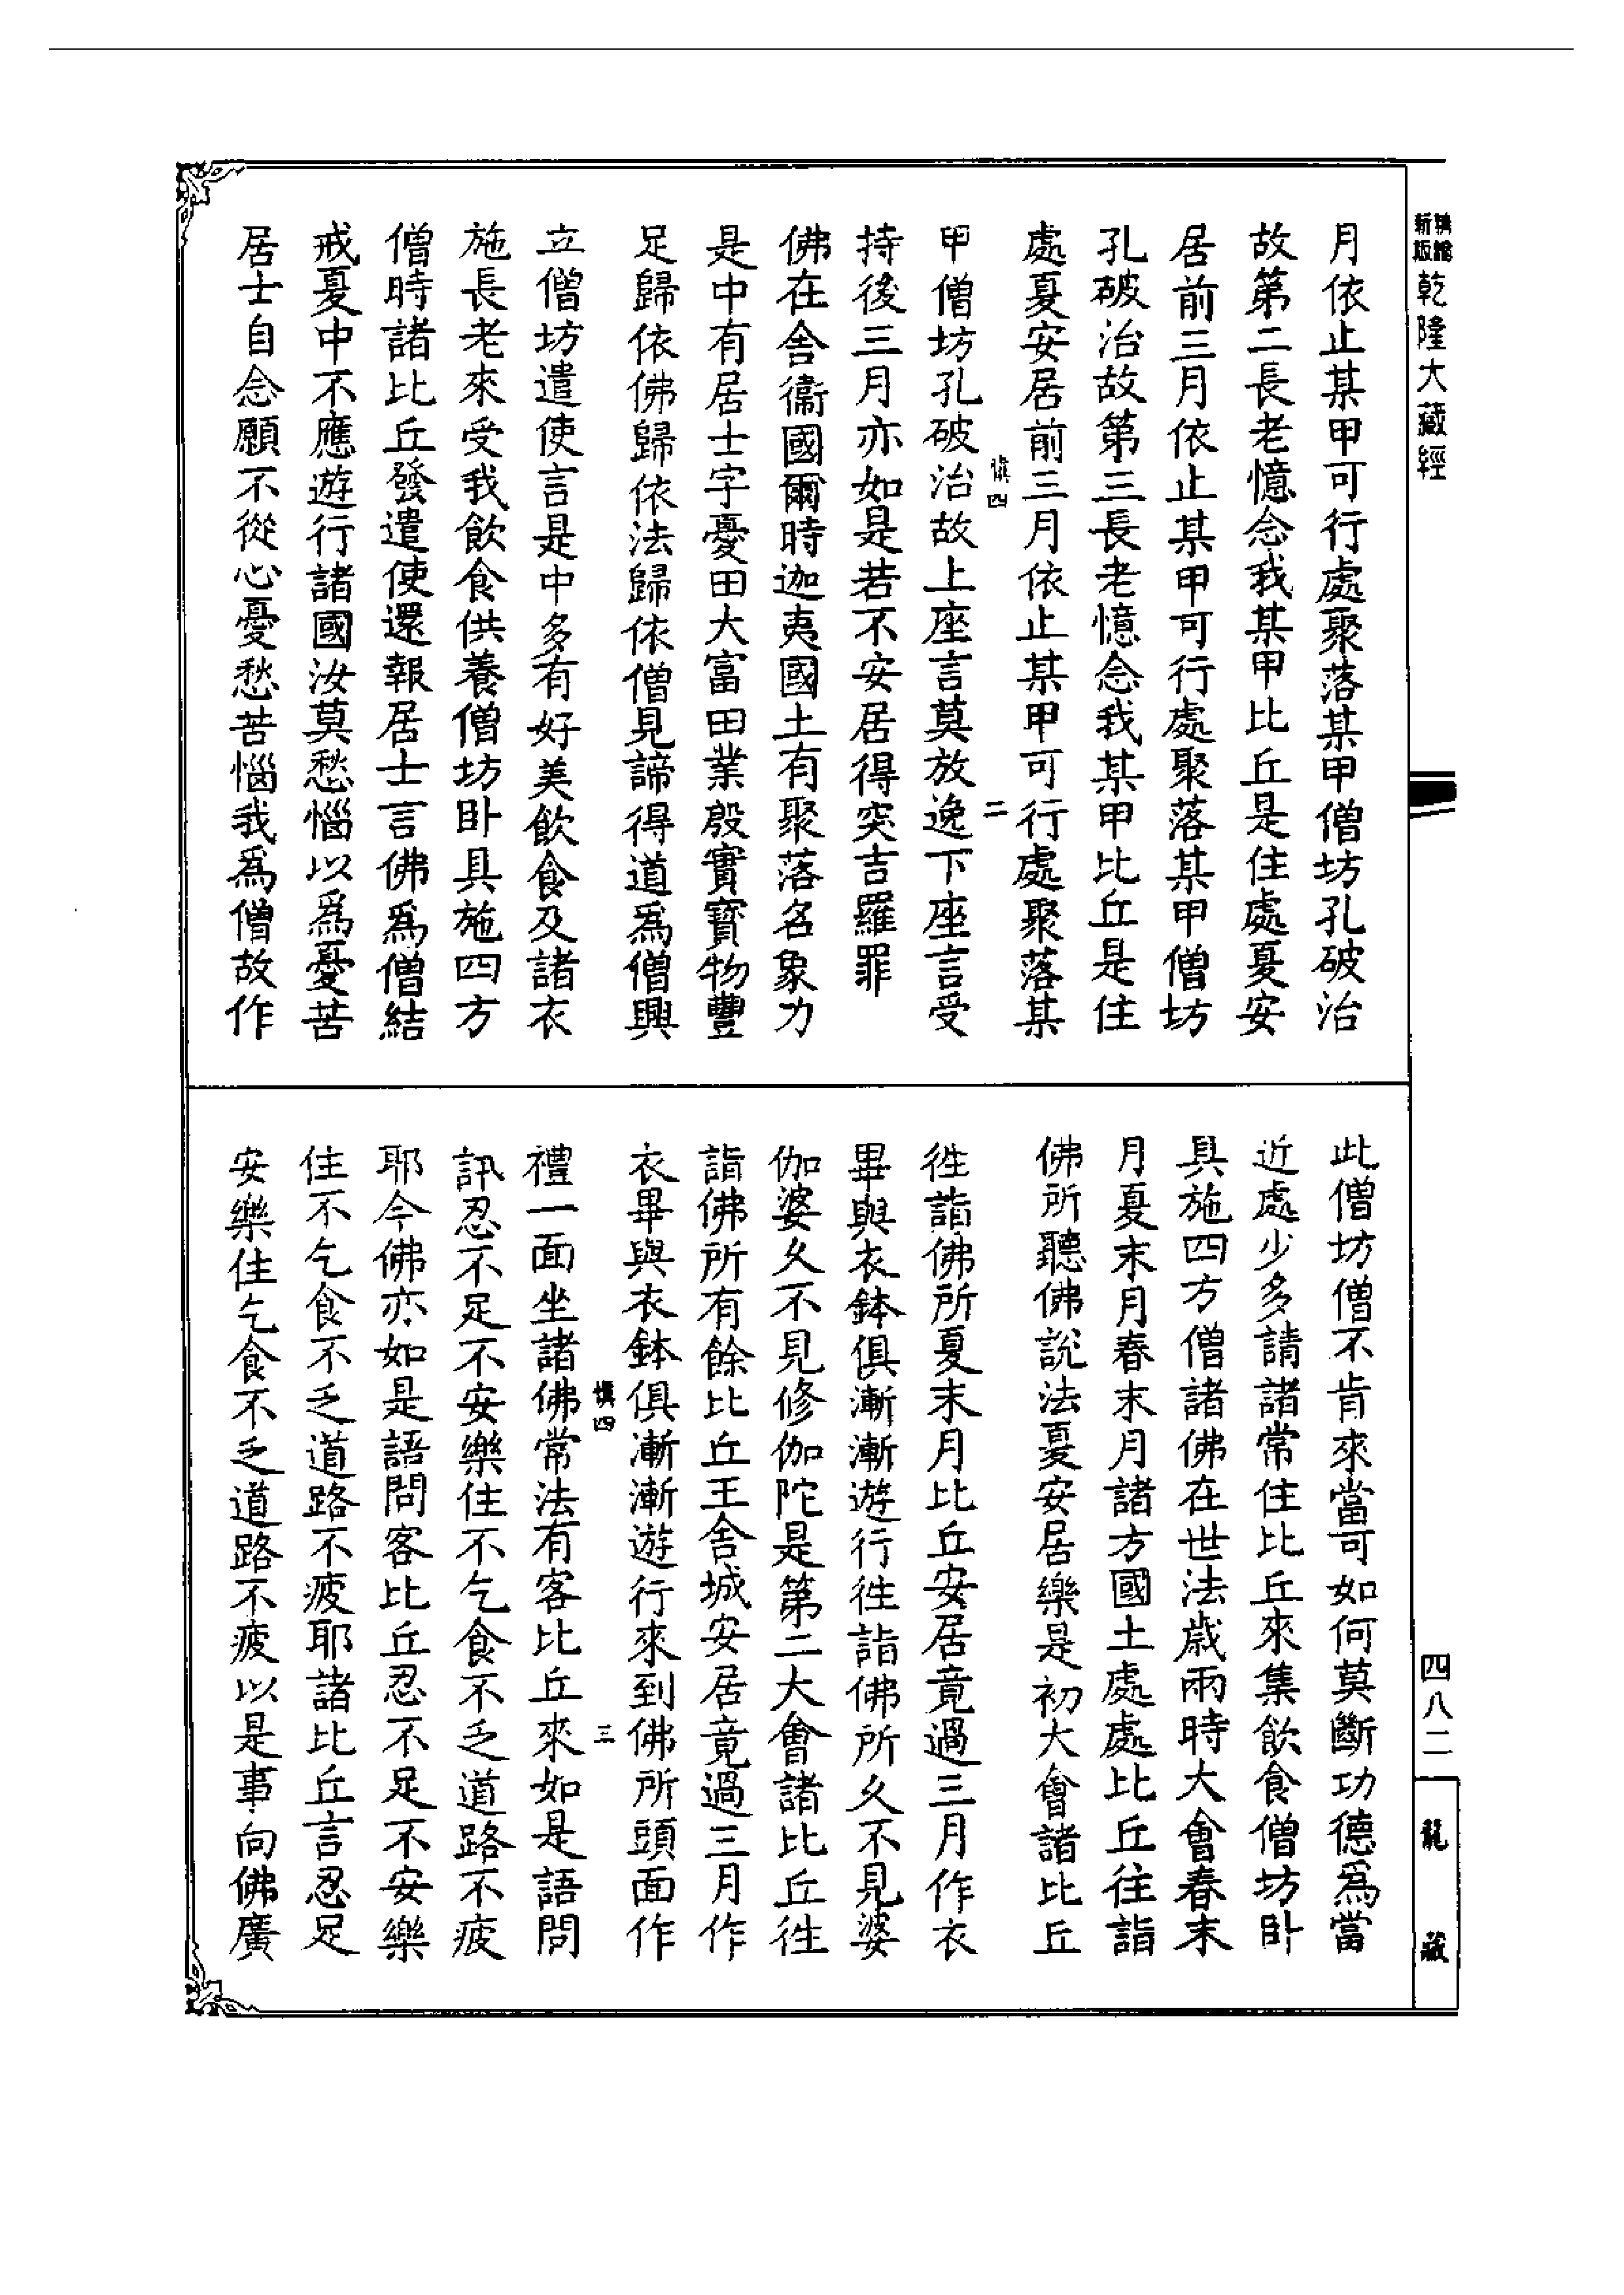 新版
乾隆大藏經
月依止某甲可行處聚落某甲僧坊孔破治
故第二長老憶念我某甲比丘是住處夏安
居前三月依止某甲可行處聚落某甲僧坊
孔破治故第三長老憶念我某甲比丘是住
處夏安居前三月依止某甲可行處聚落某
慎四
二
甲僧坊孔破治故上座言莫放逸下座言受
持後三月亦如是若不安居得突吉羅罪
佛在舍衞國爾時迦夷國土有聚落名象力
是中有居士字憂田大富田業殷實寶物豐
足歸依佛歸依法歸依僧見諦得道爲僧興
立僧坊遣使言是中多有好美飲食及諸衣
施長老來受我飲食供養僧坊卧具施四方
僧時諸比丘發遣使還報居士言佛爲僧結
戒夏中不應遊行諸國汝莫愁惱以爲憂苦
居士自念願不從心憂愁苦惱我爲僧故作
此僧坊僧不肯來當可如何莫斷功德爲當
近處少多請諸常住比丘來集飲食僧坊卧
具施四方僧諸佛在世法歲兩時大會春末
月夏末月春末月諸方國土處處比丘往詣
佛所聽佛說法夏安居樂是初大會諸比丘
徃詣佛所夏末月比丘安居竟過三月作衣
畢與衣鉢俱漸漸遊行徃詣佛所久不見婆
伽婆久不見修伽陀是第二大會諸比丘徃
詣佛所有餘比丘王舍城安居竟過三月作
衣畢與衣鉢俱漸漸遊行來到佛所頭面作
慎四
三
禮一面坐諸佛常法有客比丘來如是語問
訊忍不足不安樂住不乞食不乏道路不疲
耶今佛亦如是語問客比丘忍不足不安樂
住不乞食不乏道路不疲耶諸比丘言忍足
安樂住乞食不乏道路不疲以是事向佛廣
四八二
龍藏